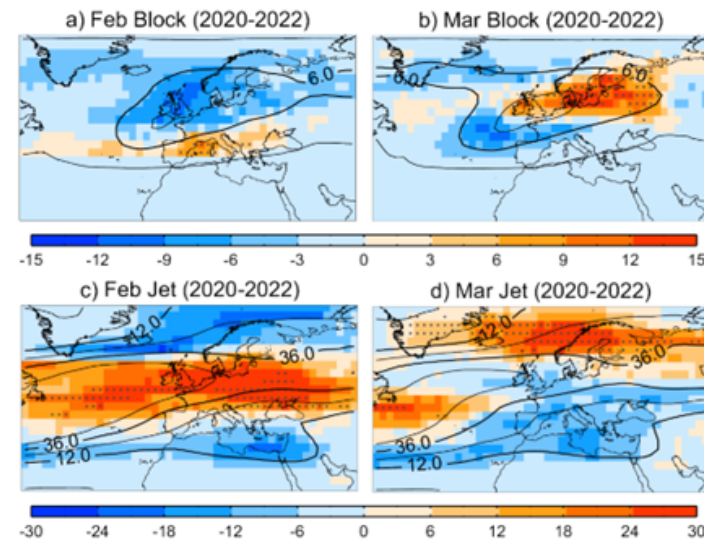 a) Feb Block (2020-2022)
b) Mar Block (2020-2022)
6.0
6.0
6.0
-15 -12 -9 -6 -3 0 3 6 9 12 15
c) Feb Jet (2020-2022)
d) Mar Jet (2020-2022)
12.0
36.0
36.0
12.0
12.0
36.0
36.0
12.0
-30 -24 -18 -12 -6 0 6 12 18 24 30